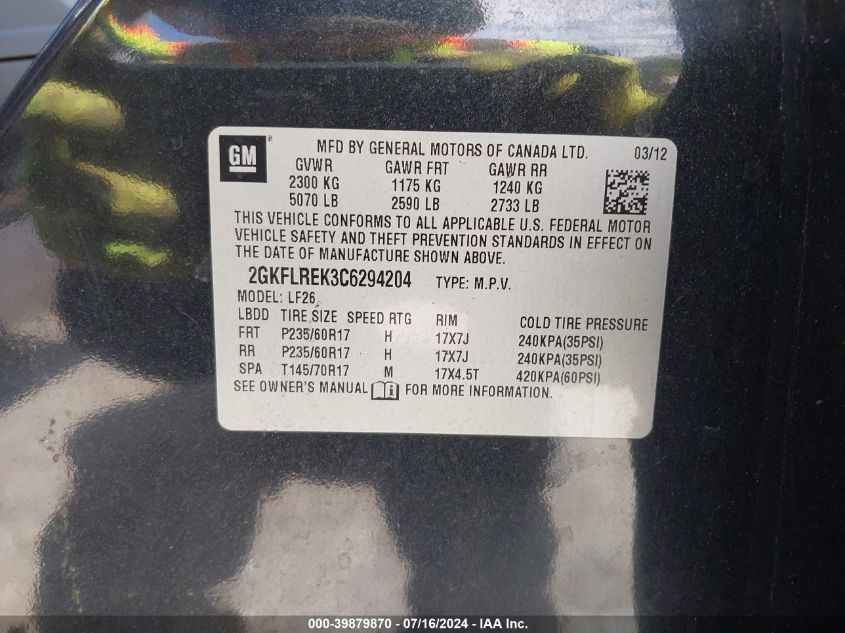 GM ® MFD BY GENERAL MOTORS OF CANADA LTD. 03/12
GVWR GAWR FRT GAWR RR
2300 KG 1175 KG 1240 KG
5070 LB 2590 LB 2733 LB
THIS VEHICLE CONFORMS TO ALL APPLICABLE U.S. FEDERAL MOTOR
VEHICLE SAFETY AND THEFT PREVENTION STANDARDS IN EFFECT ON
THE DATE OF MANUFACTURE SHOWN ABOVE.
2GKFLREK3C6294204 TYPE: M.P.V.
MODEL: LF26
LBDD TIRE SIZE SPEED RTG RIM COLD TIRE PRESSURE
FRT P235/60R17 H 17X7J 240KPA(35PSI)
RR P235/60R17 H 17X7J 240KPA(35PSI)
SPA T145/70R17 M 17X4.5T 420KPA(60PSI)
SEE OWNER'S MANUAL FOR MORE INFORMATION.
000-39879870 - 07/16/2024 - IAA Inc.